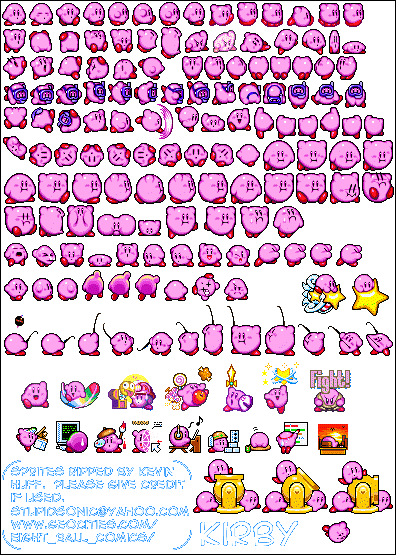 Fight!
SPRITES RIPPED BY KEVIN
HUFF. PLEASE GIVE CREDIT
IF USED.
STUPIDSONIC@YAHOO.COM
WWW.GEOCITIES.COM/
EIGHT_BALL_COMICS/
KIRBY